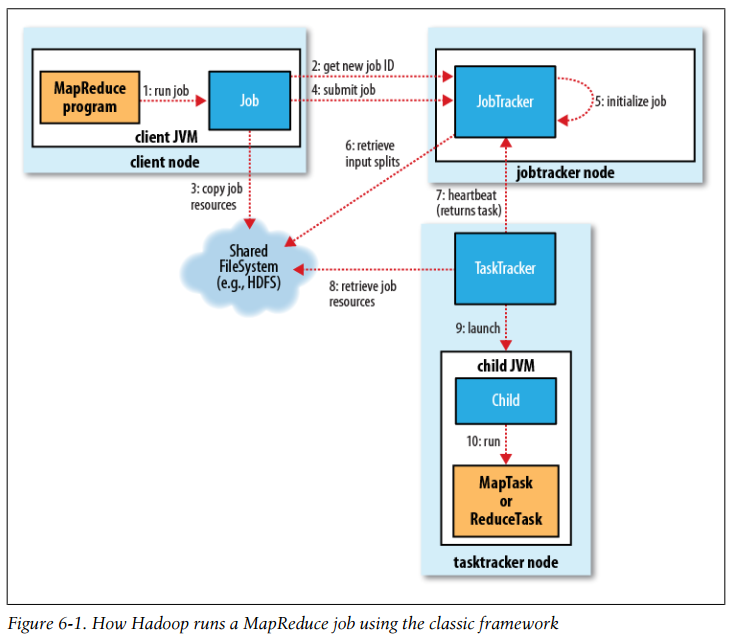 MapReduce
program
1: run job
Job
client JVM
client node
2: get new job ID
4: submit job
JobTracker
5: initialize job
jobtracker node
3: copy job
resources
6: retrieve
input splits
7: heartbeat
(returns task)
Shared
FileSystem
(e.g., HDFS)
8: retrieve job
resources
TaskTracker
9: launch
child JVM
Child
10: run
MapTask
or
ReduceTask
tasktracker node
Figure 6-1. How Hadoop runs a MapReduce job using the classic framework